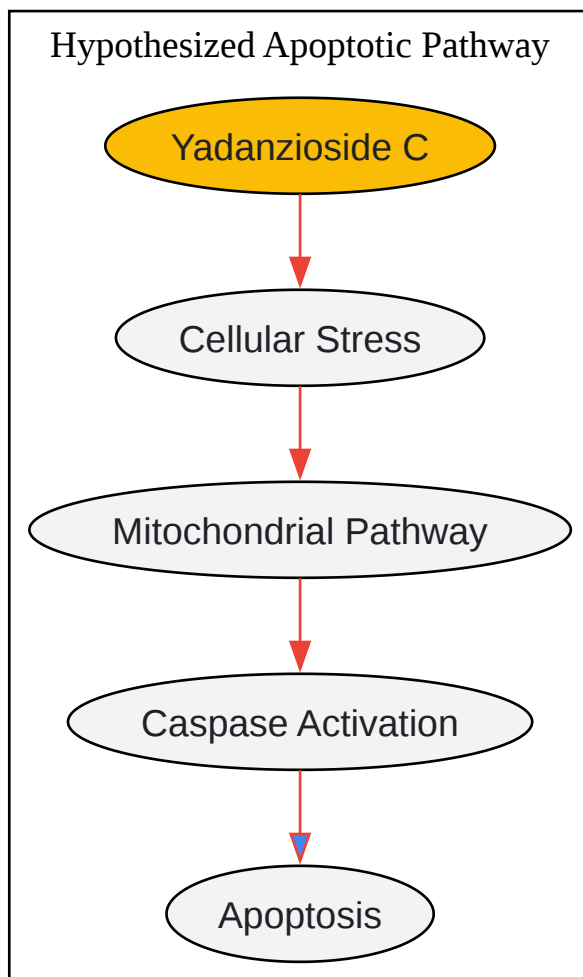 Hypothesized Apoptotic Pathway
Yadanzioside C
Cellular Stress
Mitochondrial Pathway
Caspase Activation
Apoptosis